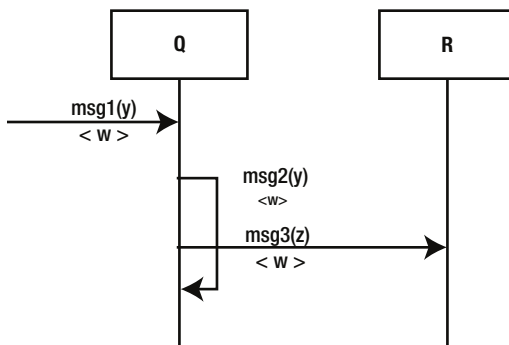 Q
R
msg1(y)
< w >
msg2(y)
<w>
msg3(z)
< w >